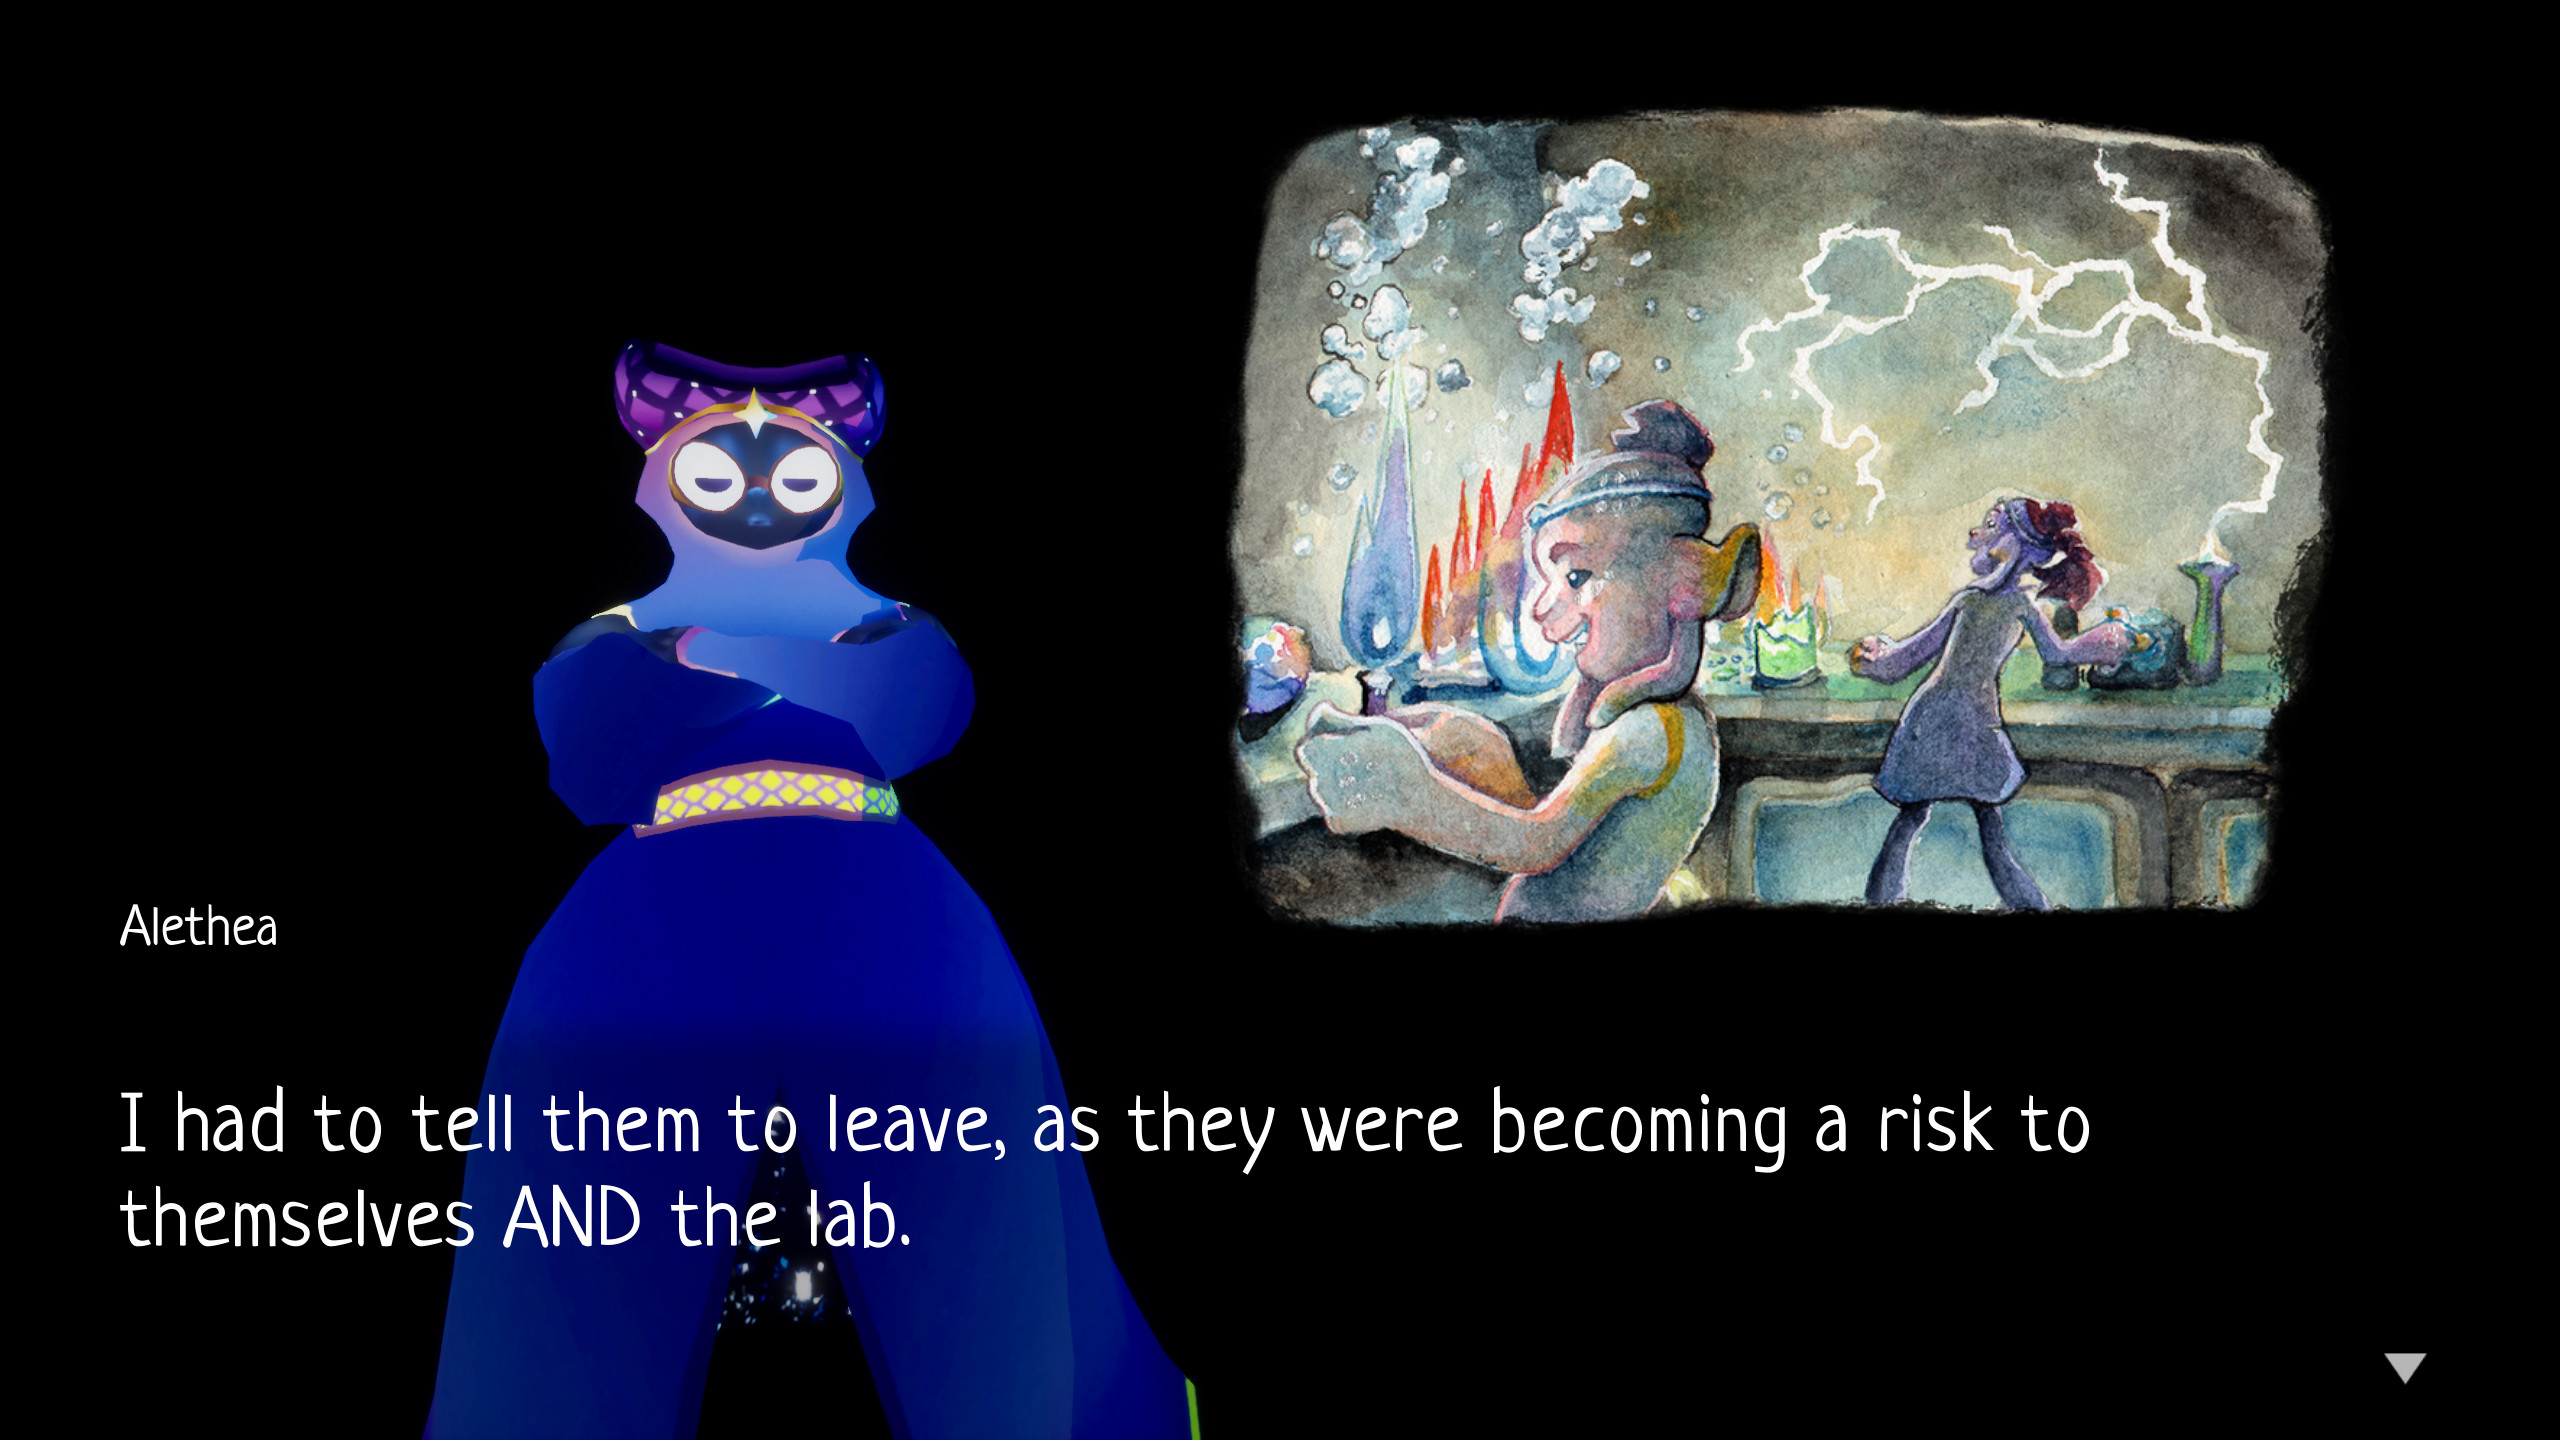 Alethea
I had to tell them to leave, as they were becoming a risk to
themselves AND the lab.